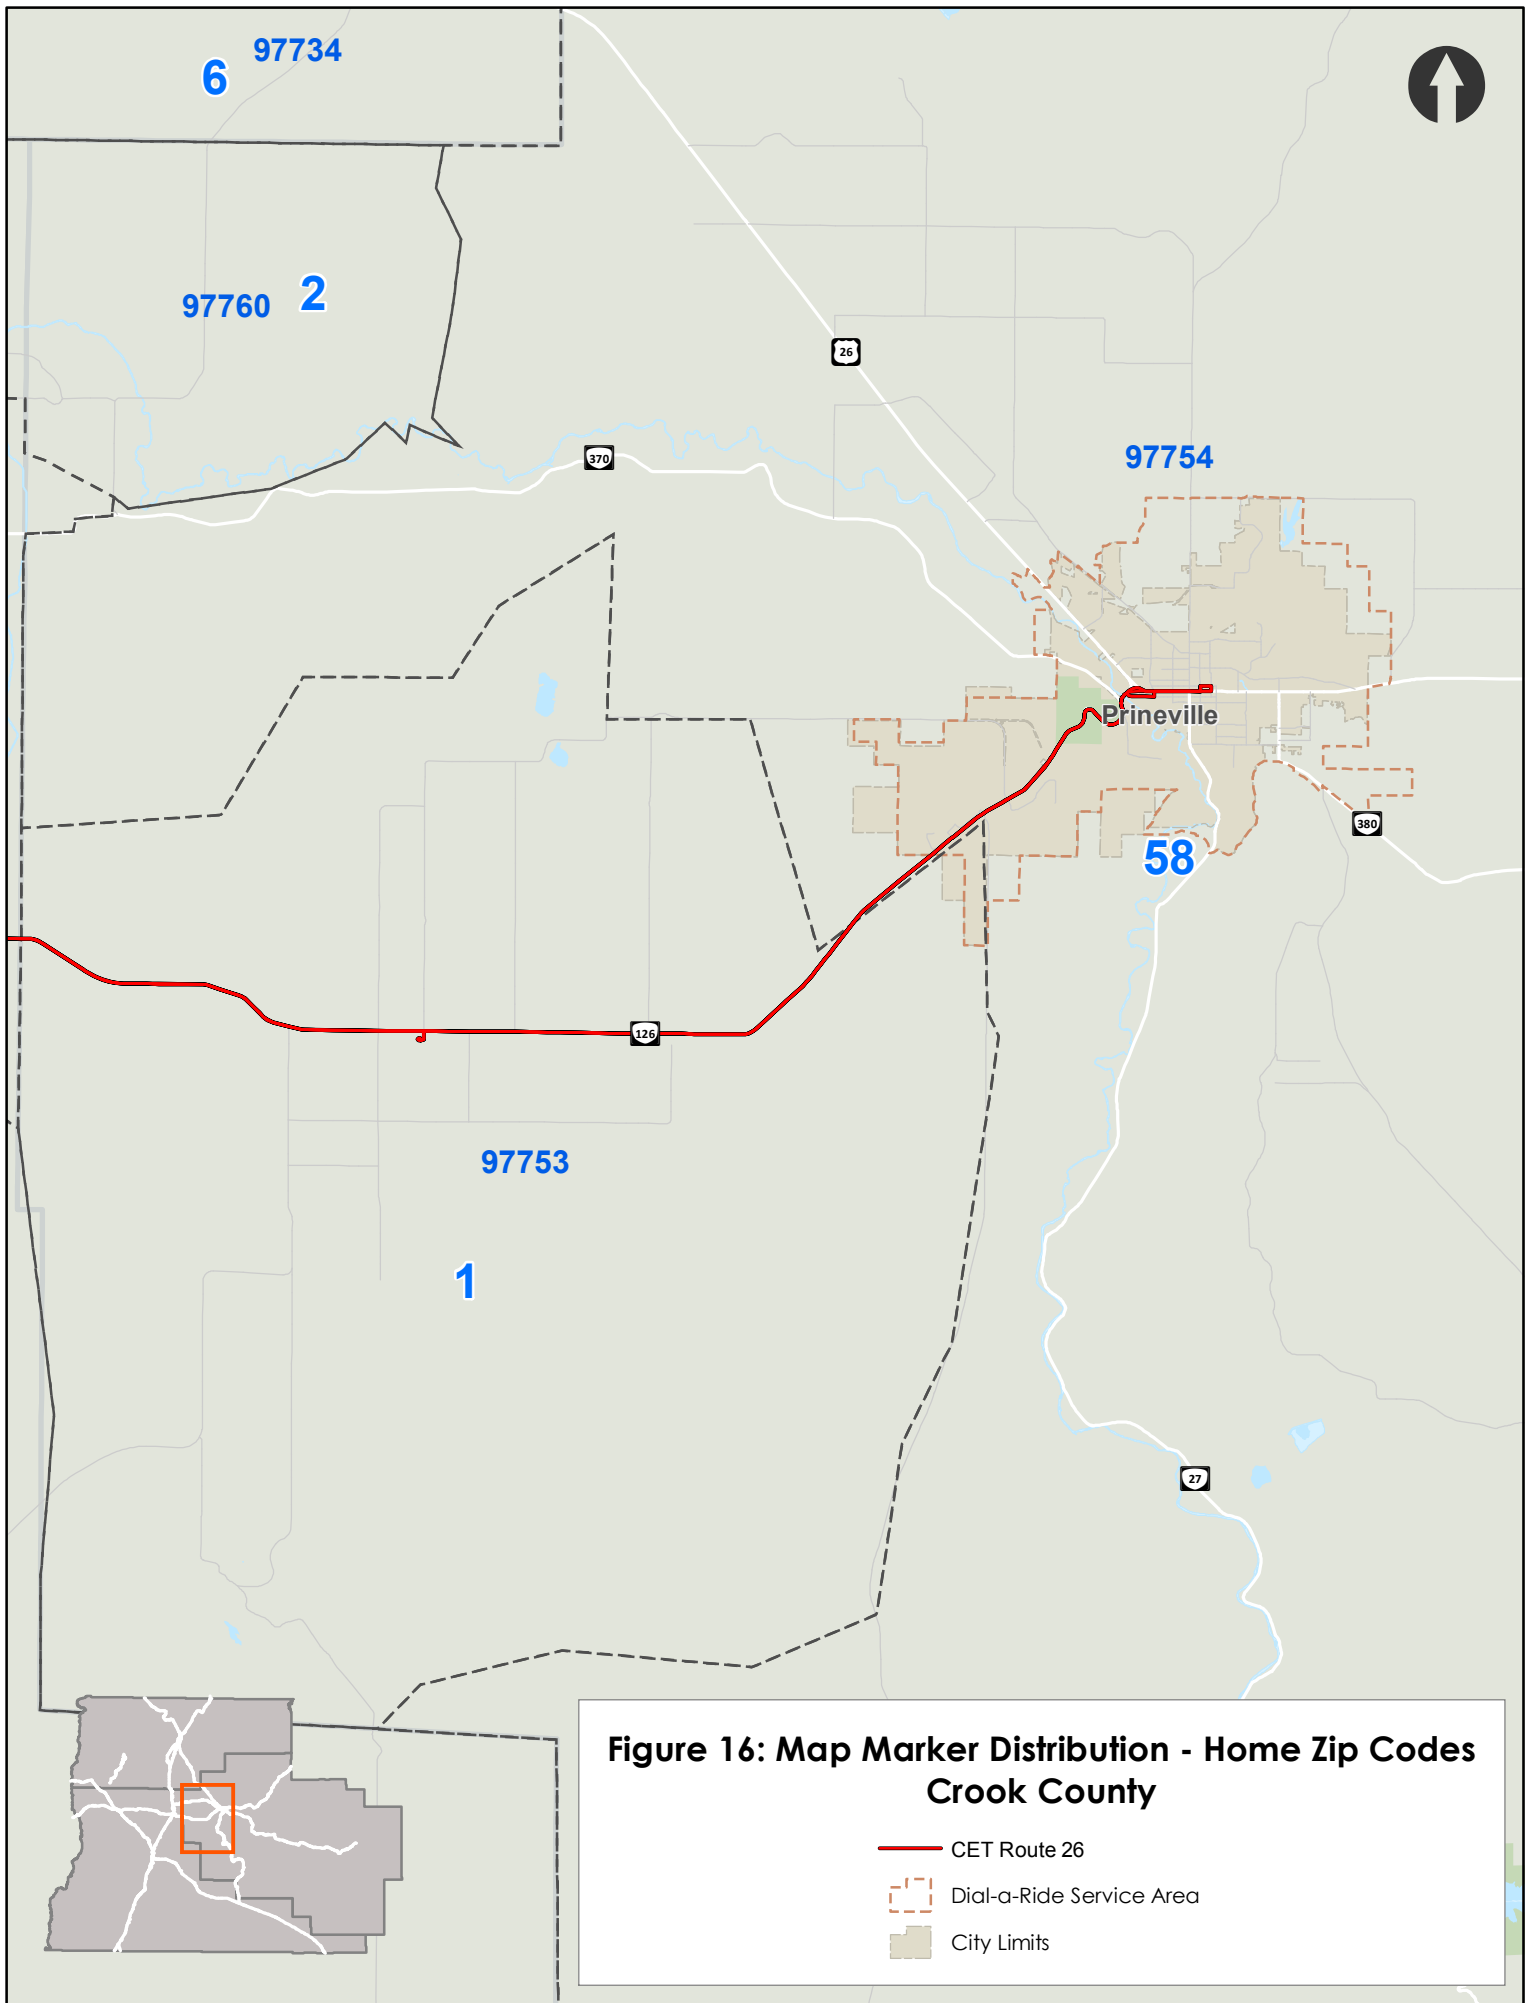 97734
6
97760
2
26
370
97754
Prineville
380
58
126
97753
1
27
Figure 16: Map Marker Distribution - Home Zip Codes
Crook County
CET Route 26
Dial-a-Ride Service Area
City Limits